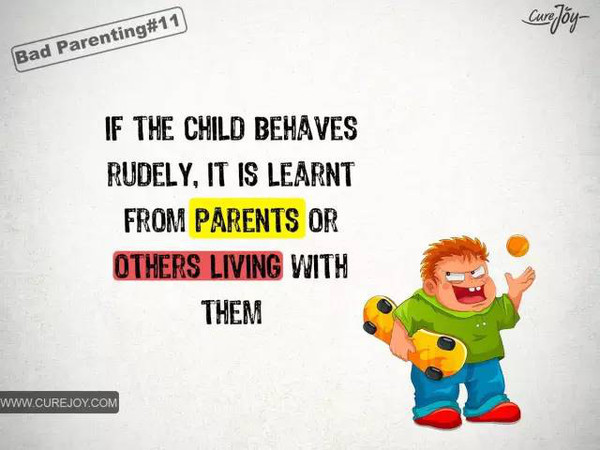 Bad Parenting#11
CureJoy
IF THE CHILD BEHAVES
RUDELY, IT IS LEARNT
FROM PARENTS OR
OTHERS LIVING WITH
THEM
WWW.CUREJOY.COM